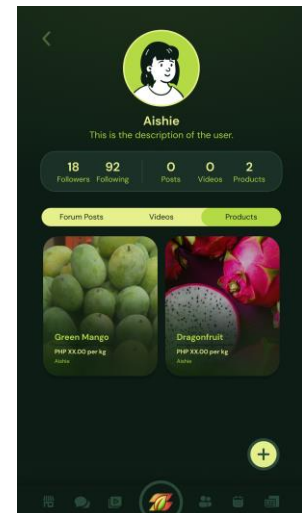 Aishie
This is the description of the user.
18 92 0 0 2
Followers Following Posts Videos Products
Forum Posts Videos Products
Green Mango
PHP XX.00 per kg
Aishie
Dragonfruit
PHP XX.00 per kg
Aishie